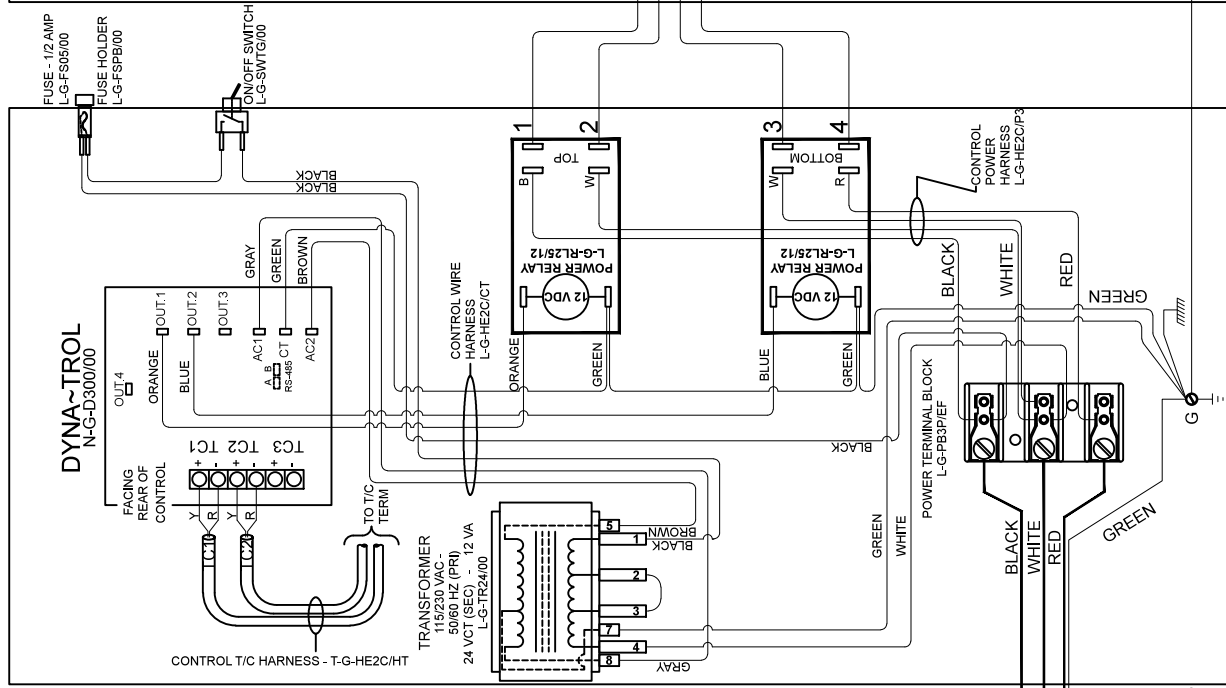 FUSE - 1/2 AMP
L-G-FS05/00
FUSE HOLDER
L-G-FSPB/00
ON/OFF SWITCH
L-G-SWTG/00
BLACK
BLACK
1
2
3
4
TOP
B
W
POWER RELAY
L-G-RL25/12
12 VDC
BOTTOM
W
R
POWER RELAY
L-G-RL25/12
12 VDC
CONTROL
POWER
HARNESS
L-G-HE2C/P3
BLACK
WHITE
RED
GREEN
GRAY
GREEN
BROWN
DYNA~TROL
N-G-D300/00
OUT.4
OUT.1
OUT.2
OUT.3
AC1
CT
AC2
A
B
RS-485
ORANGE
BLUE
CONTROL WIRE
HARNESS
L-G-HE2C/CT
ORANGE
GREEN
BLUE
GREEN
BLACK
POWER TERMINAL BLOCK
L-G-PB3P/EF
G
FACING
REAR OF
CONTROL
TC1
TC2
TC3
+
-
+
-
+
-
Y
R
Y
R
C1
C2
TO T/C
TERM
CONTROL T/C HARNESS - T-G-HE2C/HT
TRANSFORMER
115/230 VAC -
50/60 HZ (PRI)
24 VCT (SEC) - 12 VA
L-G-TR24/00
5
1
2
3
7
4
8
BROWN
BLACK
GRAY
GREEN
WHITE
BLACK
WHITE
RED
GREEN